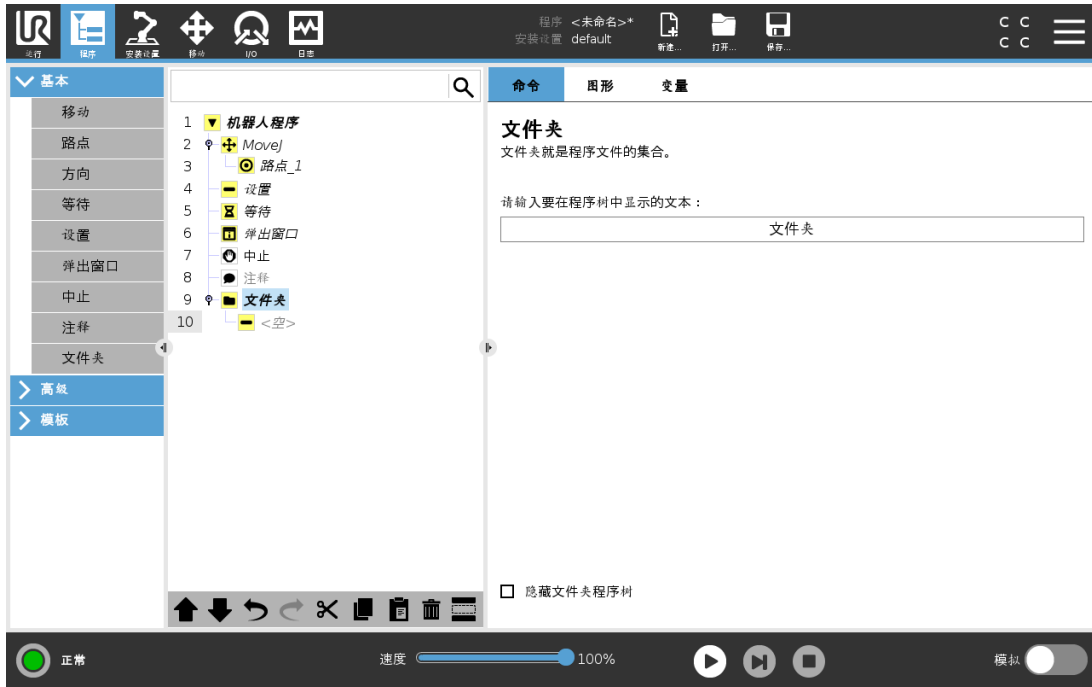 程序 <未命名>*
安装设置 default
运行 程序 安装设置 移动 I/O 日志 新建... 打开... 保存...
C C
C C
基本
移动
路点
方向
等待
设置
弹出窗口
中止
注释
文件夹
高级
模板
1 机器人程序
2 MoveJ
3 路点_1
4 设置
5 等待
6 弹出窗口
7 中止
8 注释
9 文件夹
10 <空>
命令 图形 变量
文件夹
文件夹就是程序文件的集合。
请输入要在程序树中显示的文本：
文件夹
隐藏文件夹程序树
正常 速度 100% 模拟